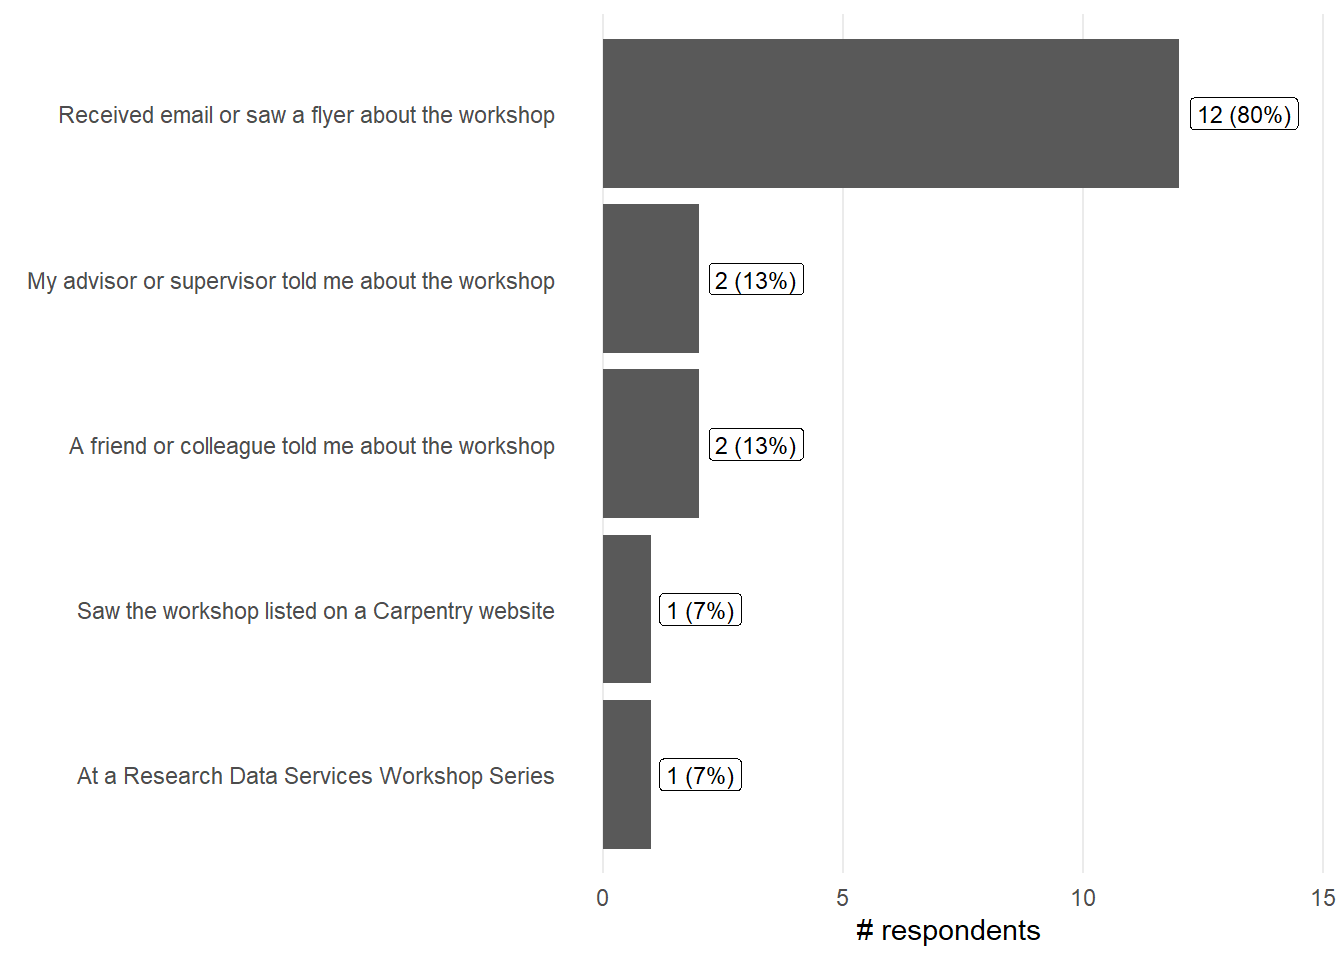 Received email or saw a flyer about the workshop
12 (80%)
My advisor or supervisor told me about the workshop
2 (13%)
A friend or colleague told me about the workshop
2 (13%)
Saw the workshop listed on a Carpentry website
1 (7%)
At a Research Data Services Workshop Series
1 (7%)
0 5 10 15
# respondents